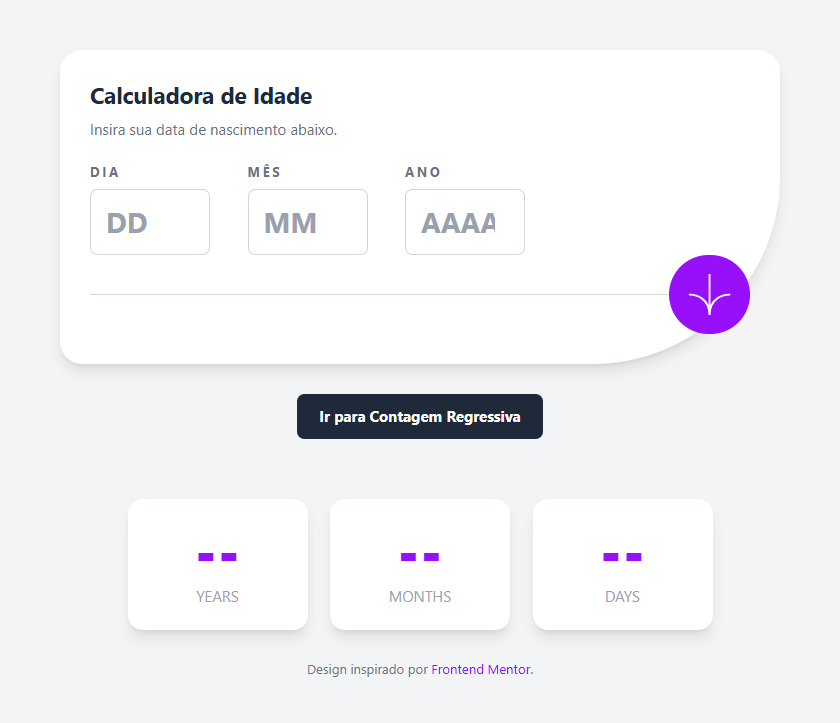 Calculadora de Idade
Insira sua data de nascimento abaixo.
DIA MÊS ANO
DD MM AAAA
Ir para Contagem Regressiva
-- -- --
YEARS MONTHS DAYS
Design inspirado por Frontend Mentor.